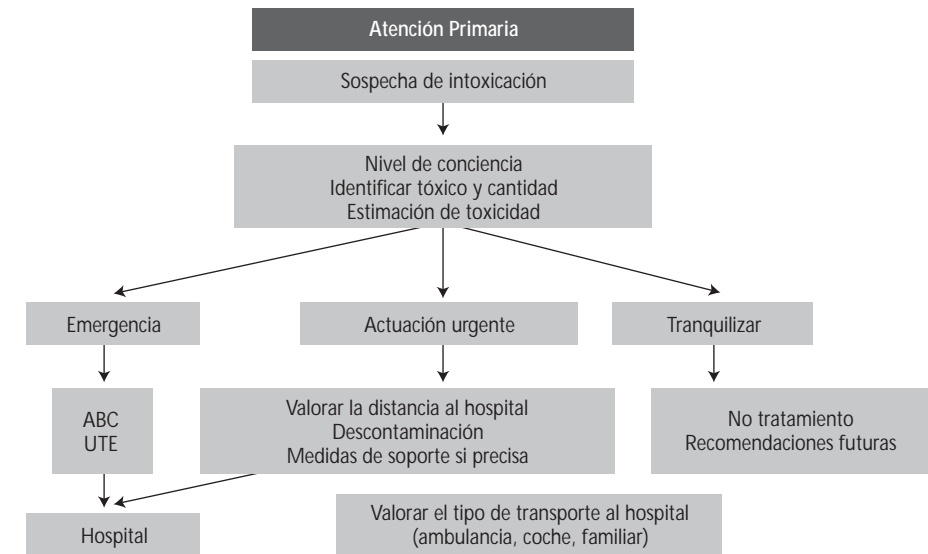 Atención Primaria
Sospecha de intoxicación
Nivel de conciencia
Identificar tóxico y cantidad
Estimación de toxicidad
Emergencia
Actuación urgente
Tranquilizar
ABC
UTE
Valorar la distancia al hospital
Descontaminación
Medidas de soporte si precisa
No tratamiento
Recomendaciones futuras
Hospital
Valorar el tipo de transporte al hospital
(ambulancia, coche, familiar)